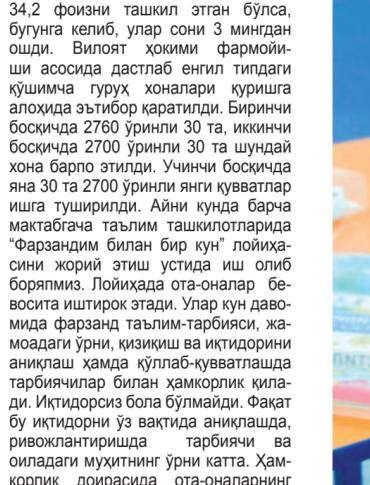 34,2 фоизни ташкил этган бўлса,
бугунга келиб, улар сони 3 мингдан
ошди. Вилоят ҳокими фармойи-
ши асосида дастлаб енгил типдаги
қўшимча гуруҳ хоналари қуришга
алоҳида эътибор қаратилди. Биринчи
босқичда 2760 ўринли 30 та, иккинчи
босқичда 2700 ўринли 30 та шундай
хона барпо этилди. Учинчи босқичда
яна 30 та 2700 ўринли янги қувватлар
ишга туширилди. Айни кунда барча
мактабгача таълим ташкилотларида
“Фарзандим билан бир кун” лойиҳа-
сини жорий этиш устида иш олиб
боряпмиз. Лойиҳада ота-оналар бе-
восита иштирок этади. Улар кун даво-
мида фарзанд таълим-тарбияси, жа-
моадаги ўрни, қизиқиш ва иқтидорини
аниқлаш ҳамда қўллаб-қувватлашда
тарбиячилар билан ҳамкорлик қила-
ди. Иқтидорсиз бола бўлмайди. Фақат
бу иқтидорни ўз вақтида аниқлашда,
ривожлантиришда тарбиячи ва
оиладаги муҳитнинг ўрни катта. Ҳам-
корлик доирасида ота-оналарнинг